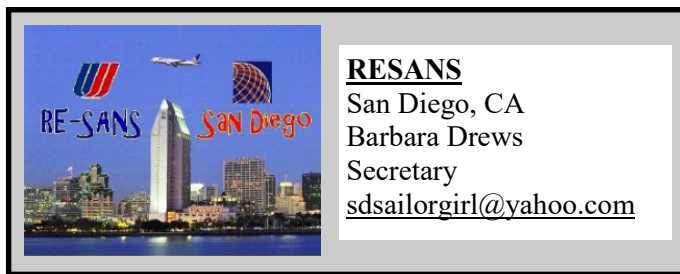 RE-SANS
SAN DIEGO
RESANS
San Diego, CA
Barbara Drews
Secretary
sdsailorgirl@yahoo.com